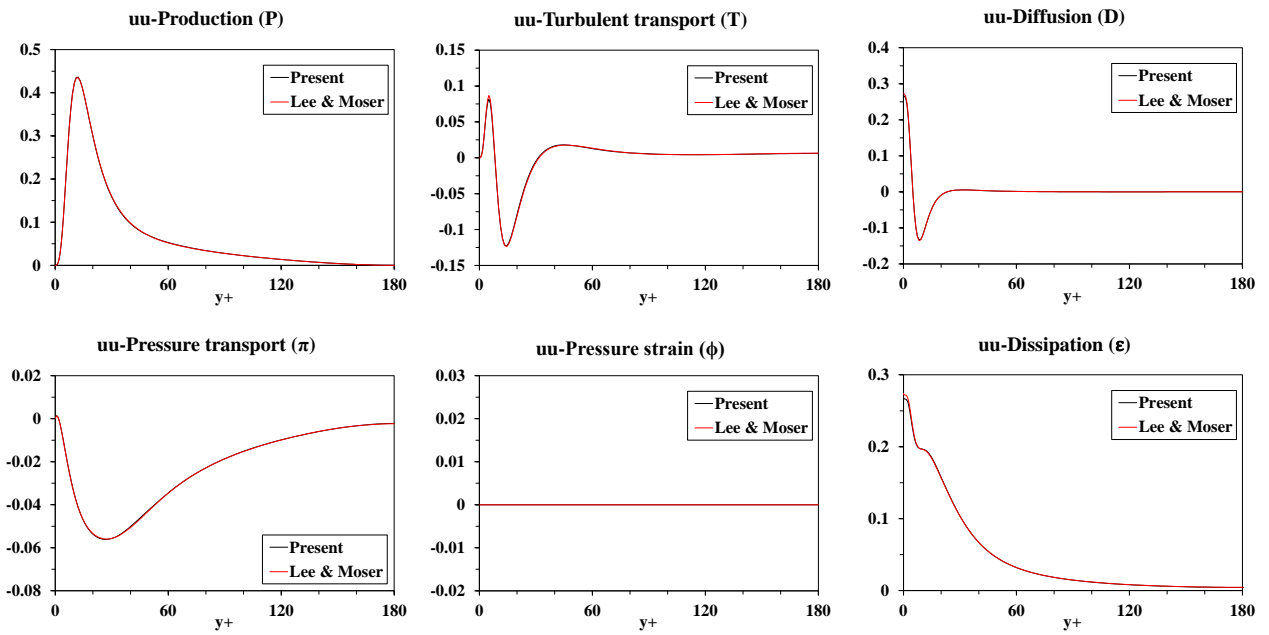 uu-Production (P)
0.5
0.4
0.3
0.2
0.1
0
0 60 120 180
y+
Present
Lee & Moser
uu-Turbulent transport (T)
0.15
0.1
0.05
0
-0.05
-0.1
-0.15
0 60 120 180
y+
Present
Lee & Moser
uu-Diffusion (D)
0.4
0.3
0.2
0.1
0
-0.1
-0.2
0 60 120 180
y+
Present
Lee & Moser
uu-Pressure transport (π)
0.02
0
-0.02
-0.04
-0.06
-0.08
0 60 120 180
y+
Present
Lee & Moser
uu-Pressure strain (ϕ)
0.03
0.02
0.01
0
-0.01
-0.02
0 60 120 180
y+
Present
Lee & Moser
uu-Dissipation (ε)
0.3
0.2
0.1
0
0 60 120 180
y+
Present
Lee & Moser